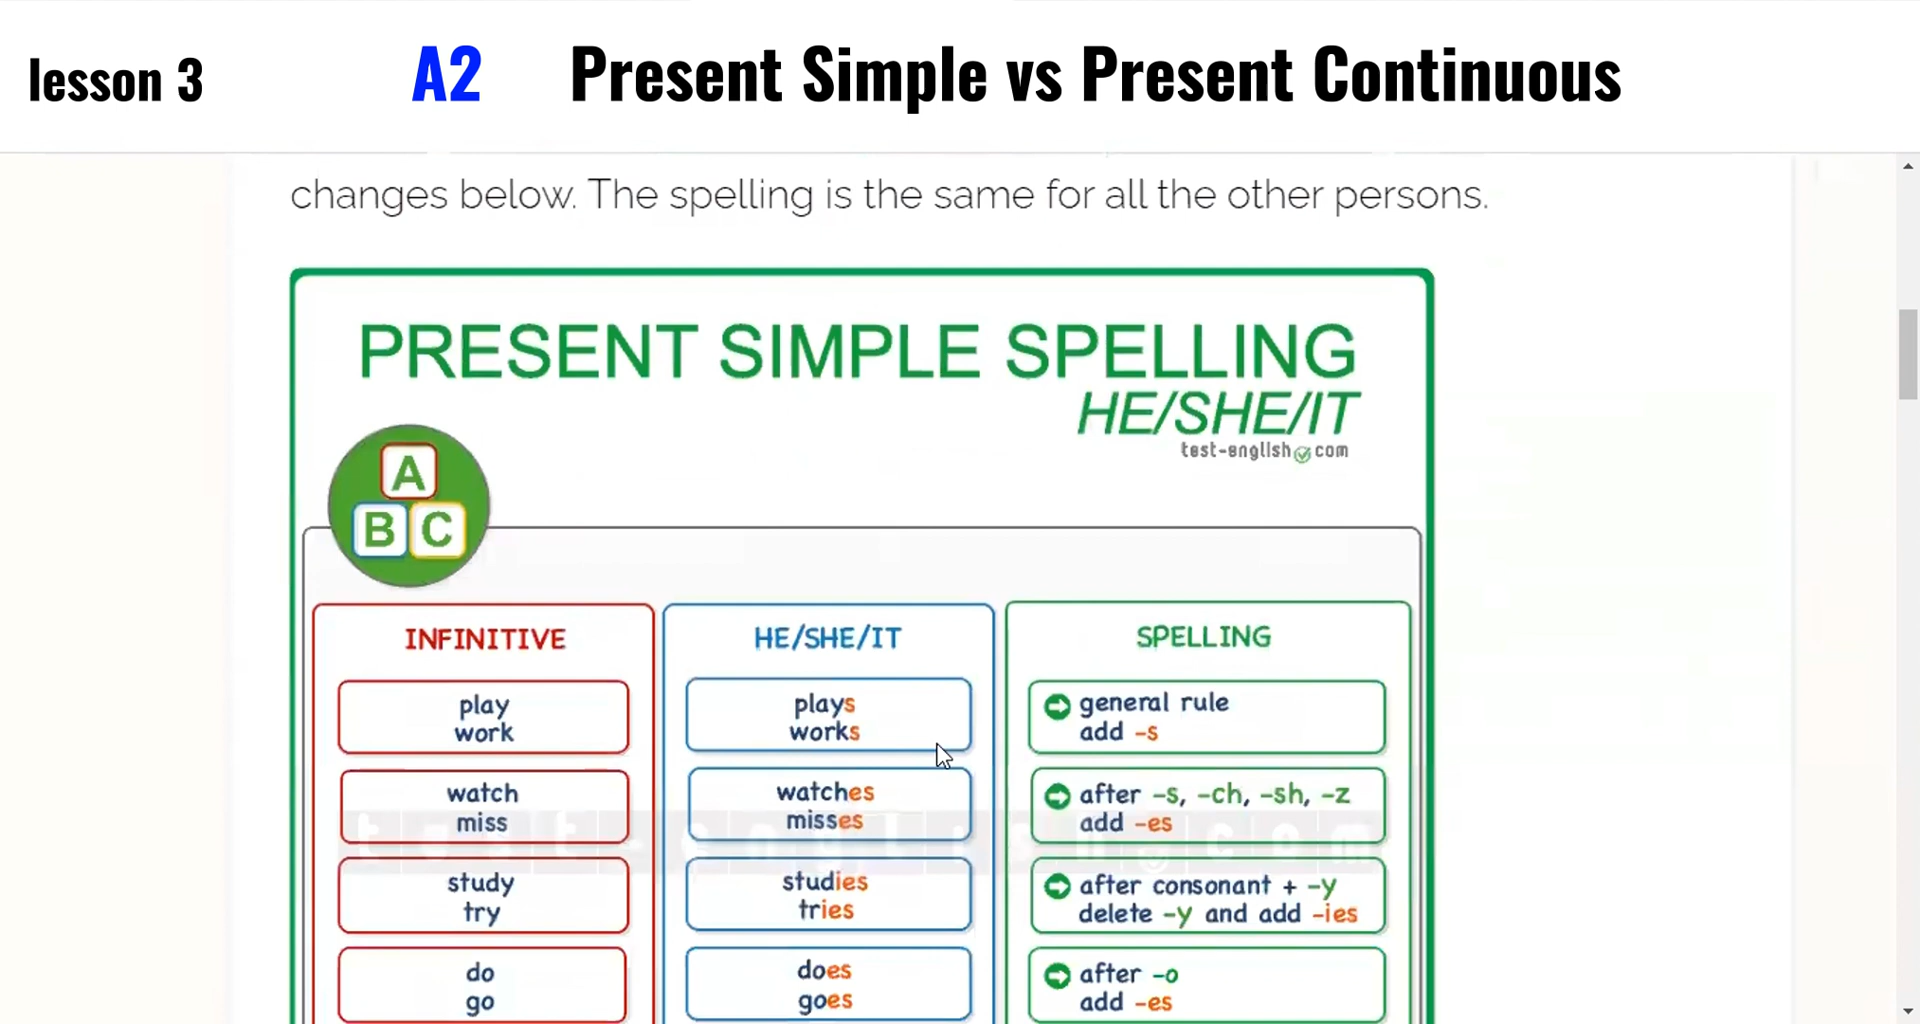 lesson 3 A2 Present Simple vs Present Continuous
changes below. The spelling is the same for all the other persons.
PRESENT SIMPLE SPELLING
HE/SHE/IT
test-english com
A
B C
INFINITIVE
play
work
watch
miss
study
try
do
go
HE/SHE/IT
plays
works
watches
misses
studies
tries
does
goes
SPELLING
general rule
add -s
after -s, -ch, -sh, -z
add -es
after consonant + -y
delete -y and add -ies
after -o
add -es
test-english.com